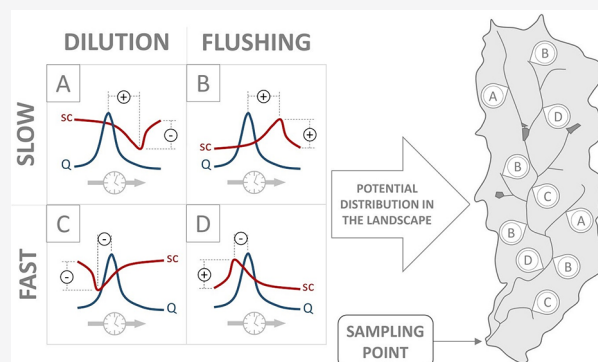 DILUTION FLUSHING
SLOW
A
+
SC
-
Q
B
+
SC
+
Q
FAST
C
-
-
SC
Q
D
-
+
SC
Q
POTENTIAL
DISTRIBUTION IN
THE LANDSCAPE
B
A
D
B
C
A
B
D
B
C
SAMPLING
POINT